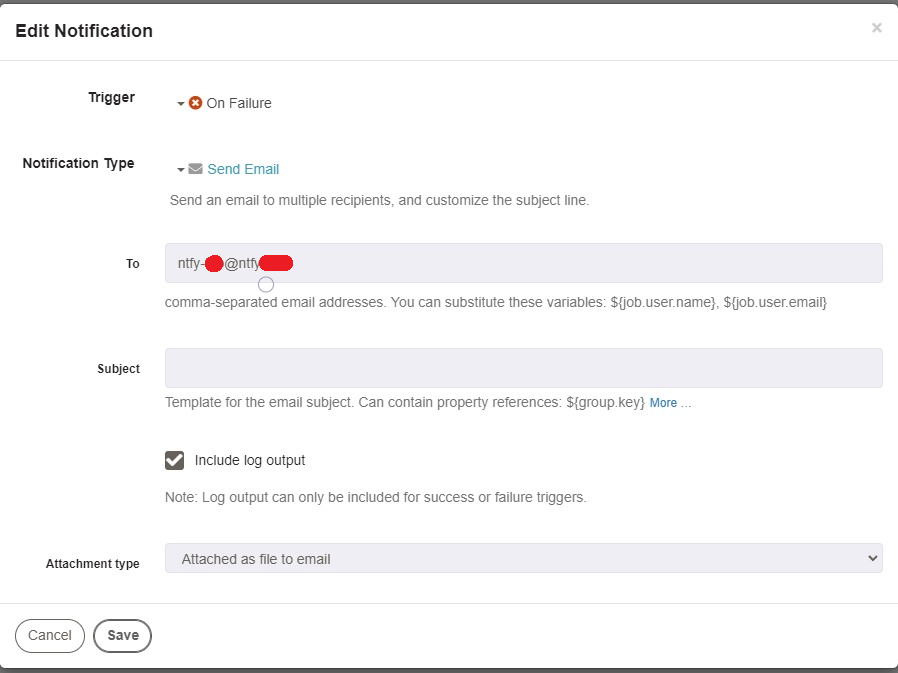 Edit Notification
×
Trigger
On Failure
Notification Type
Send Email
Send an email to multiple recipients, and customize the subject line.
To
ntfy- @ntfy
comma-separated email addresses. You can substitute these variables: ${job.user.name}, ${job.user.email}
Subject
Template for the email subject. Can contain property references: ${group.key} More ...
Include log output
Note: Log output can only be included for success or failure triggers.
Attachment type
Attached as file to email
Cancel Save